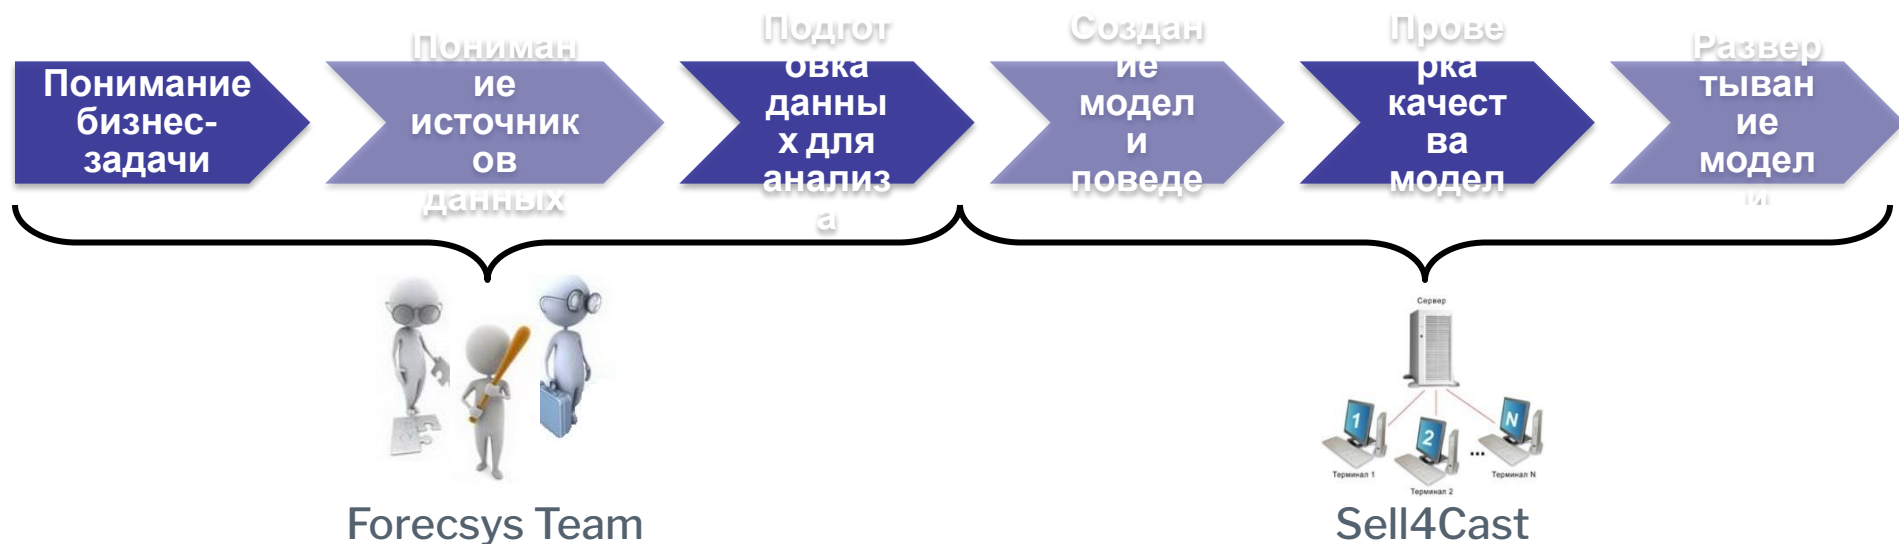 Понимание
бизнес-
задачи
Пониман
ие
источник
ов
данных
Подгот
овка
данны
х для
анализ
а
Создан
ие
модел
и
поведе
Прове
рка
качест
ва
модел
Развер
тыван
ие
модел
и
Сервер
1
2
...
N
Терминал 1
Терминал 2
Терминал N
Forecsys Team
Sell4Cast